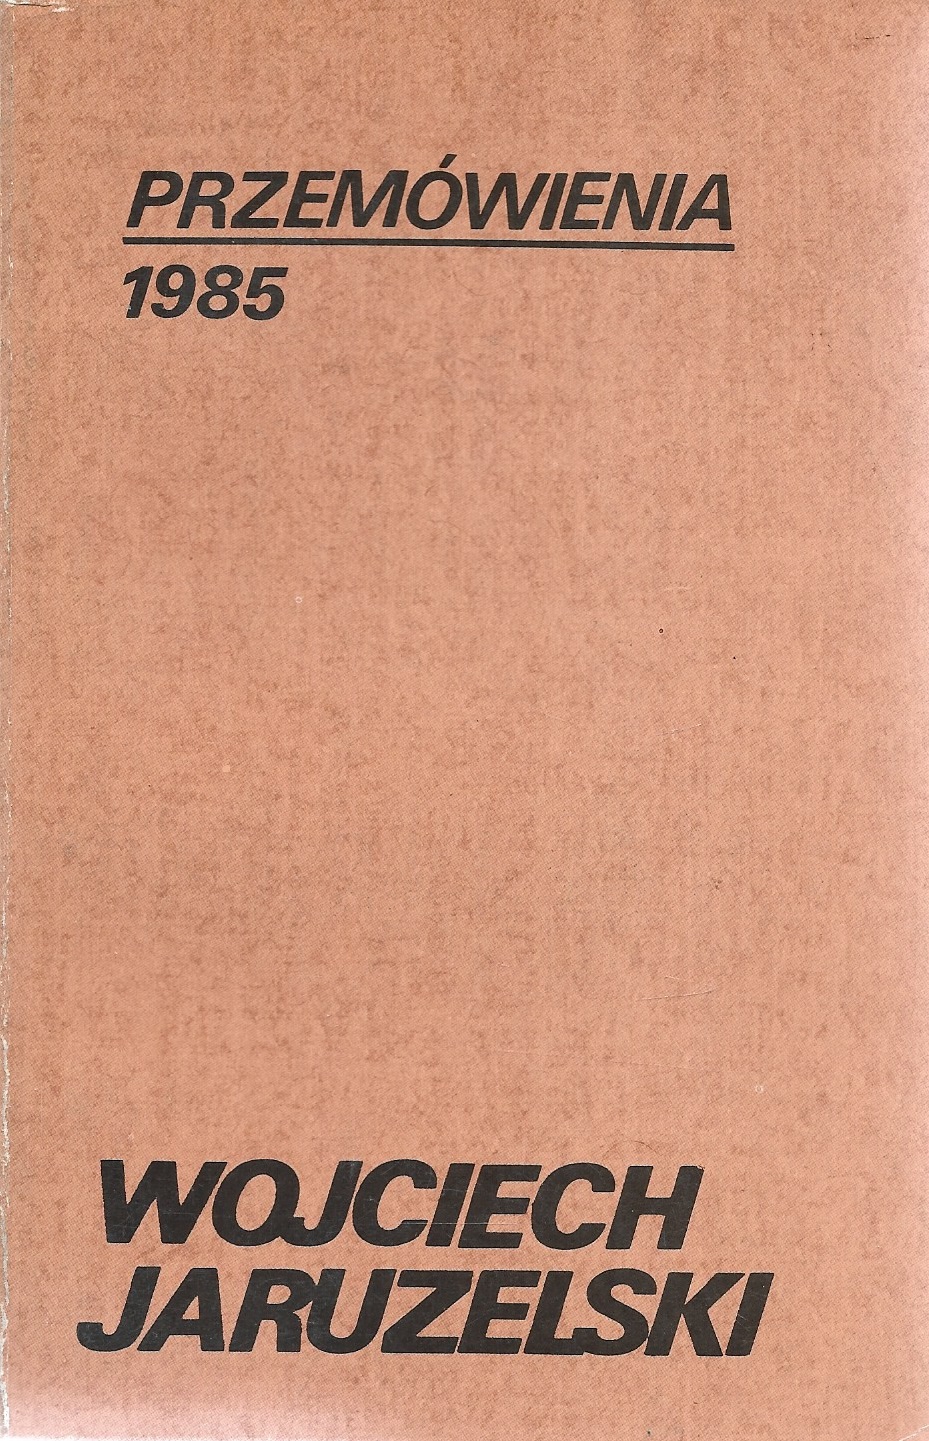 PRZEMÓWIENIA
1985
WOJCIECH
JARUZELSKI